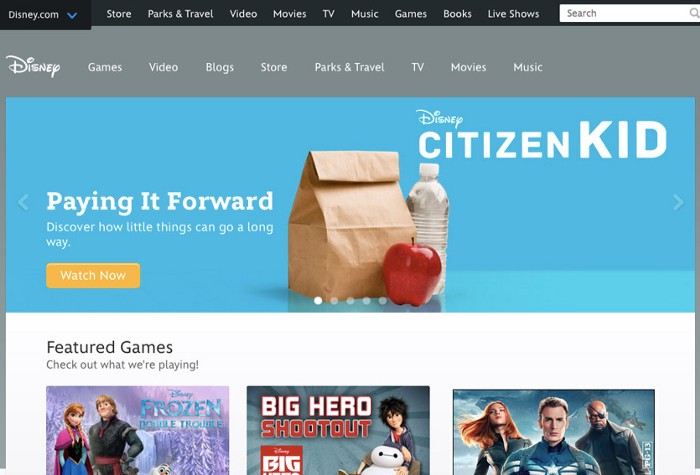 Disney.com
Store Parks & Travel Video Movies TV Music Games Books Live Shows
Search
Disney Games Video Blogs Store Parks & Travel TV Movies Music
Disney
CITIZEN KID
Paying It Forward
Discover how little things can go a long
way.
Watch Now
Featured Games
Check out what we're playing!
Disney
FROZEN
DOUBLE TROUBLE
BIG HERO
SHOOTOUT
Disney
BIG
PG-13